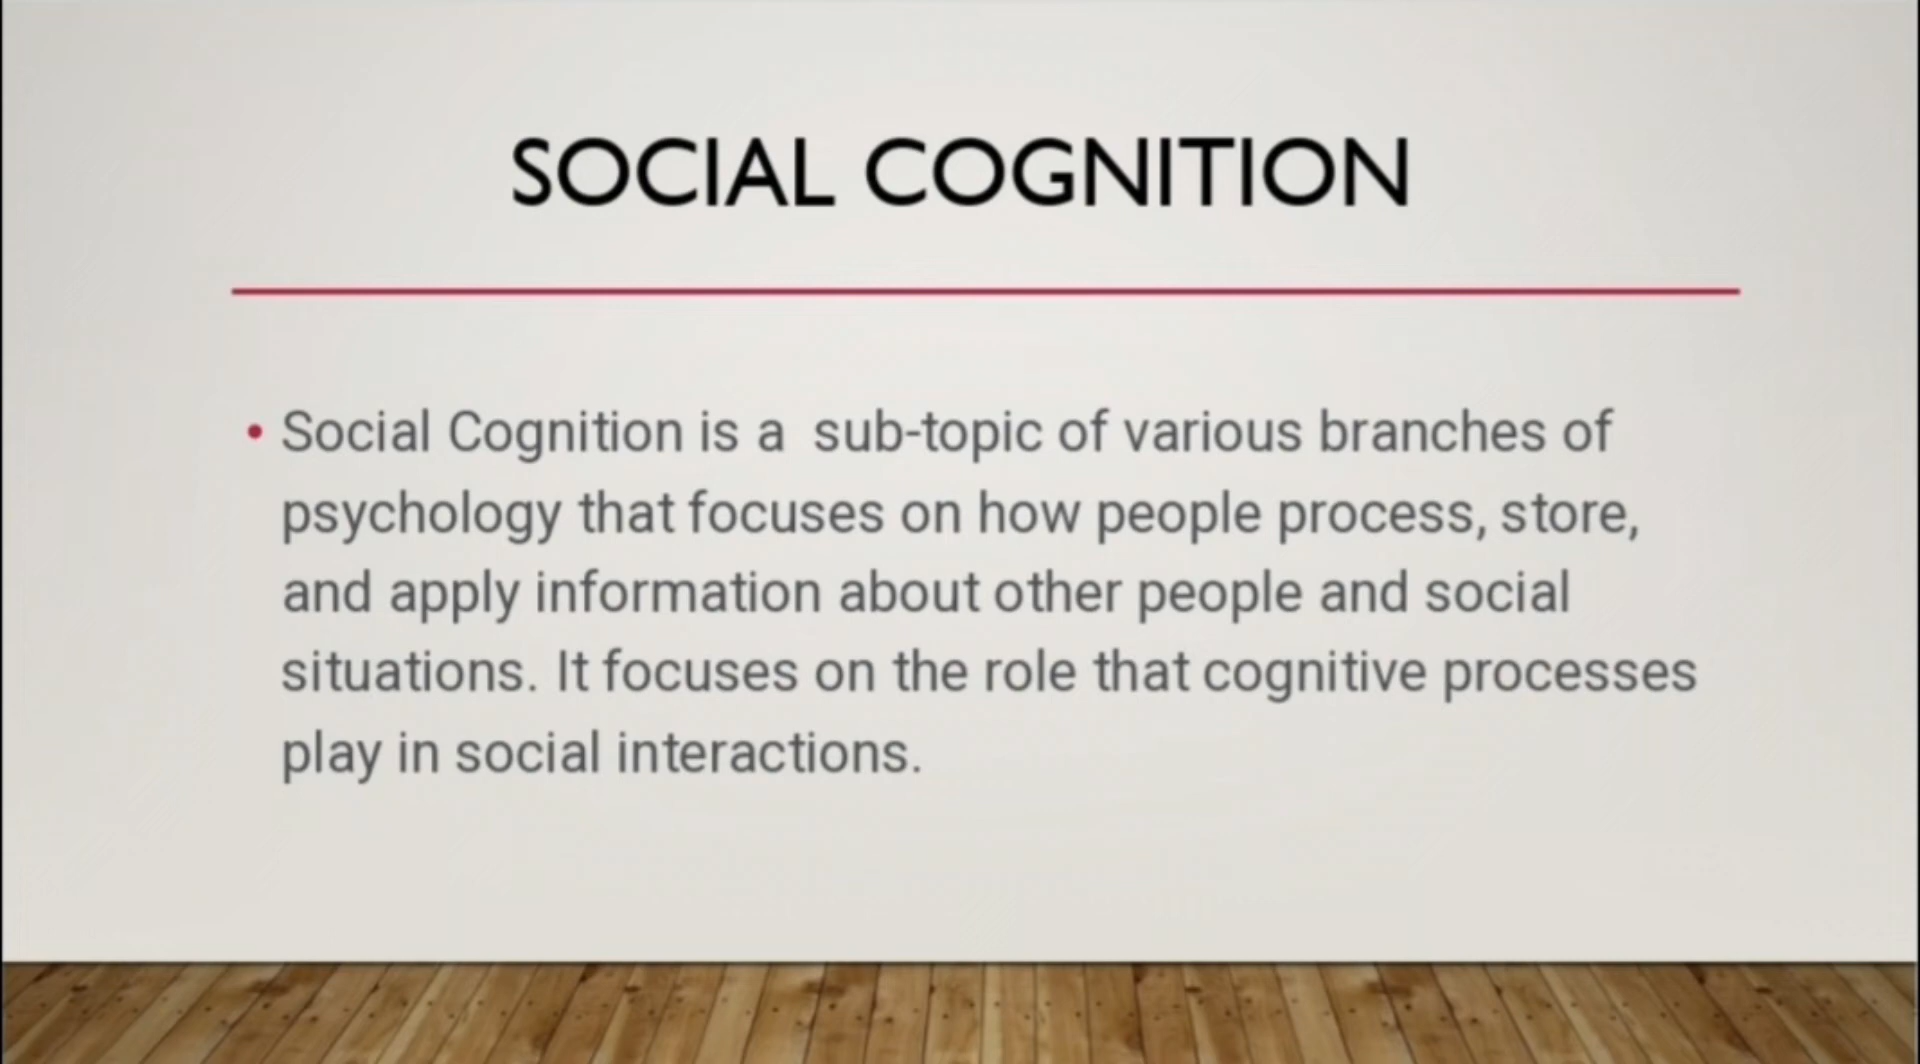 SOCIAL COGNITION
• Social Cognition is a  sub-topic of various branches of
psychology that focuses on how people process, store,
and apply information about other people and social
situations. It focuses on the role that cognitive processes
play in social interactions.